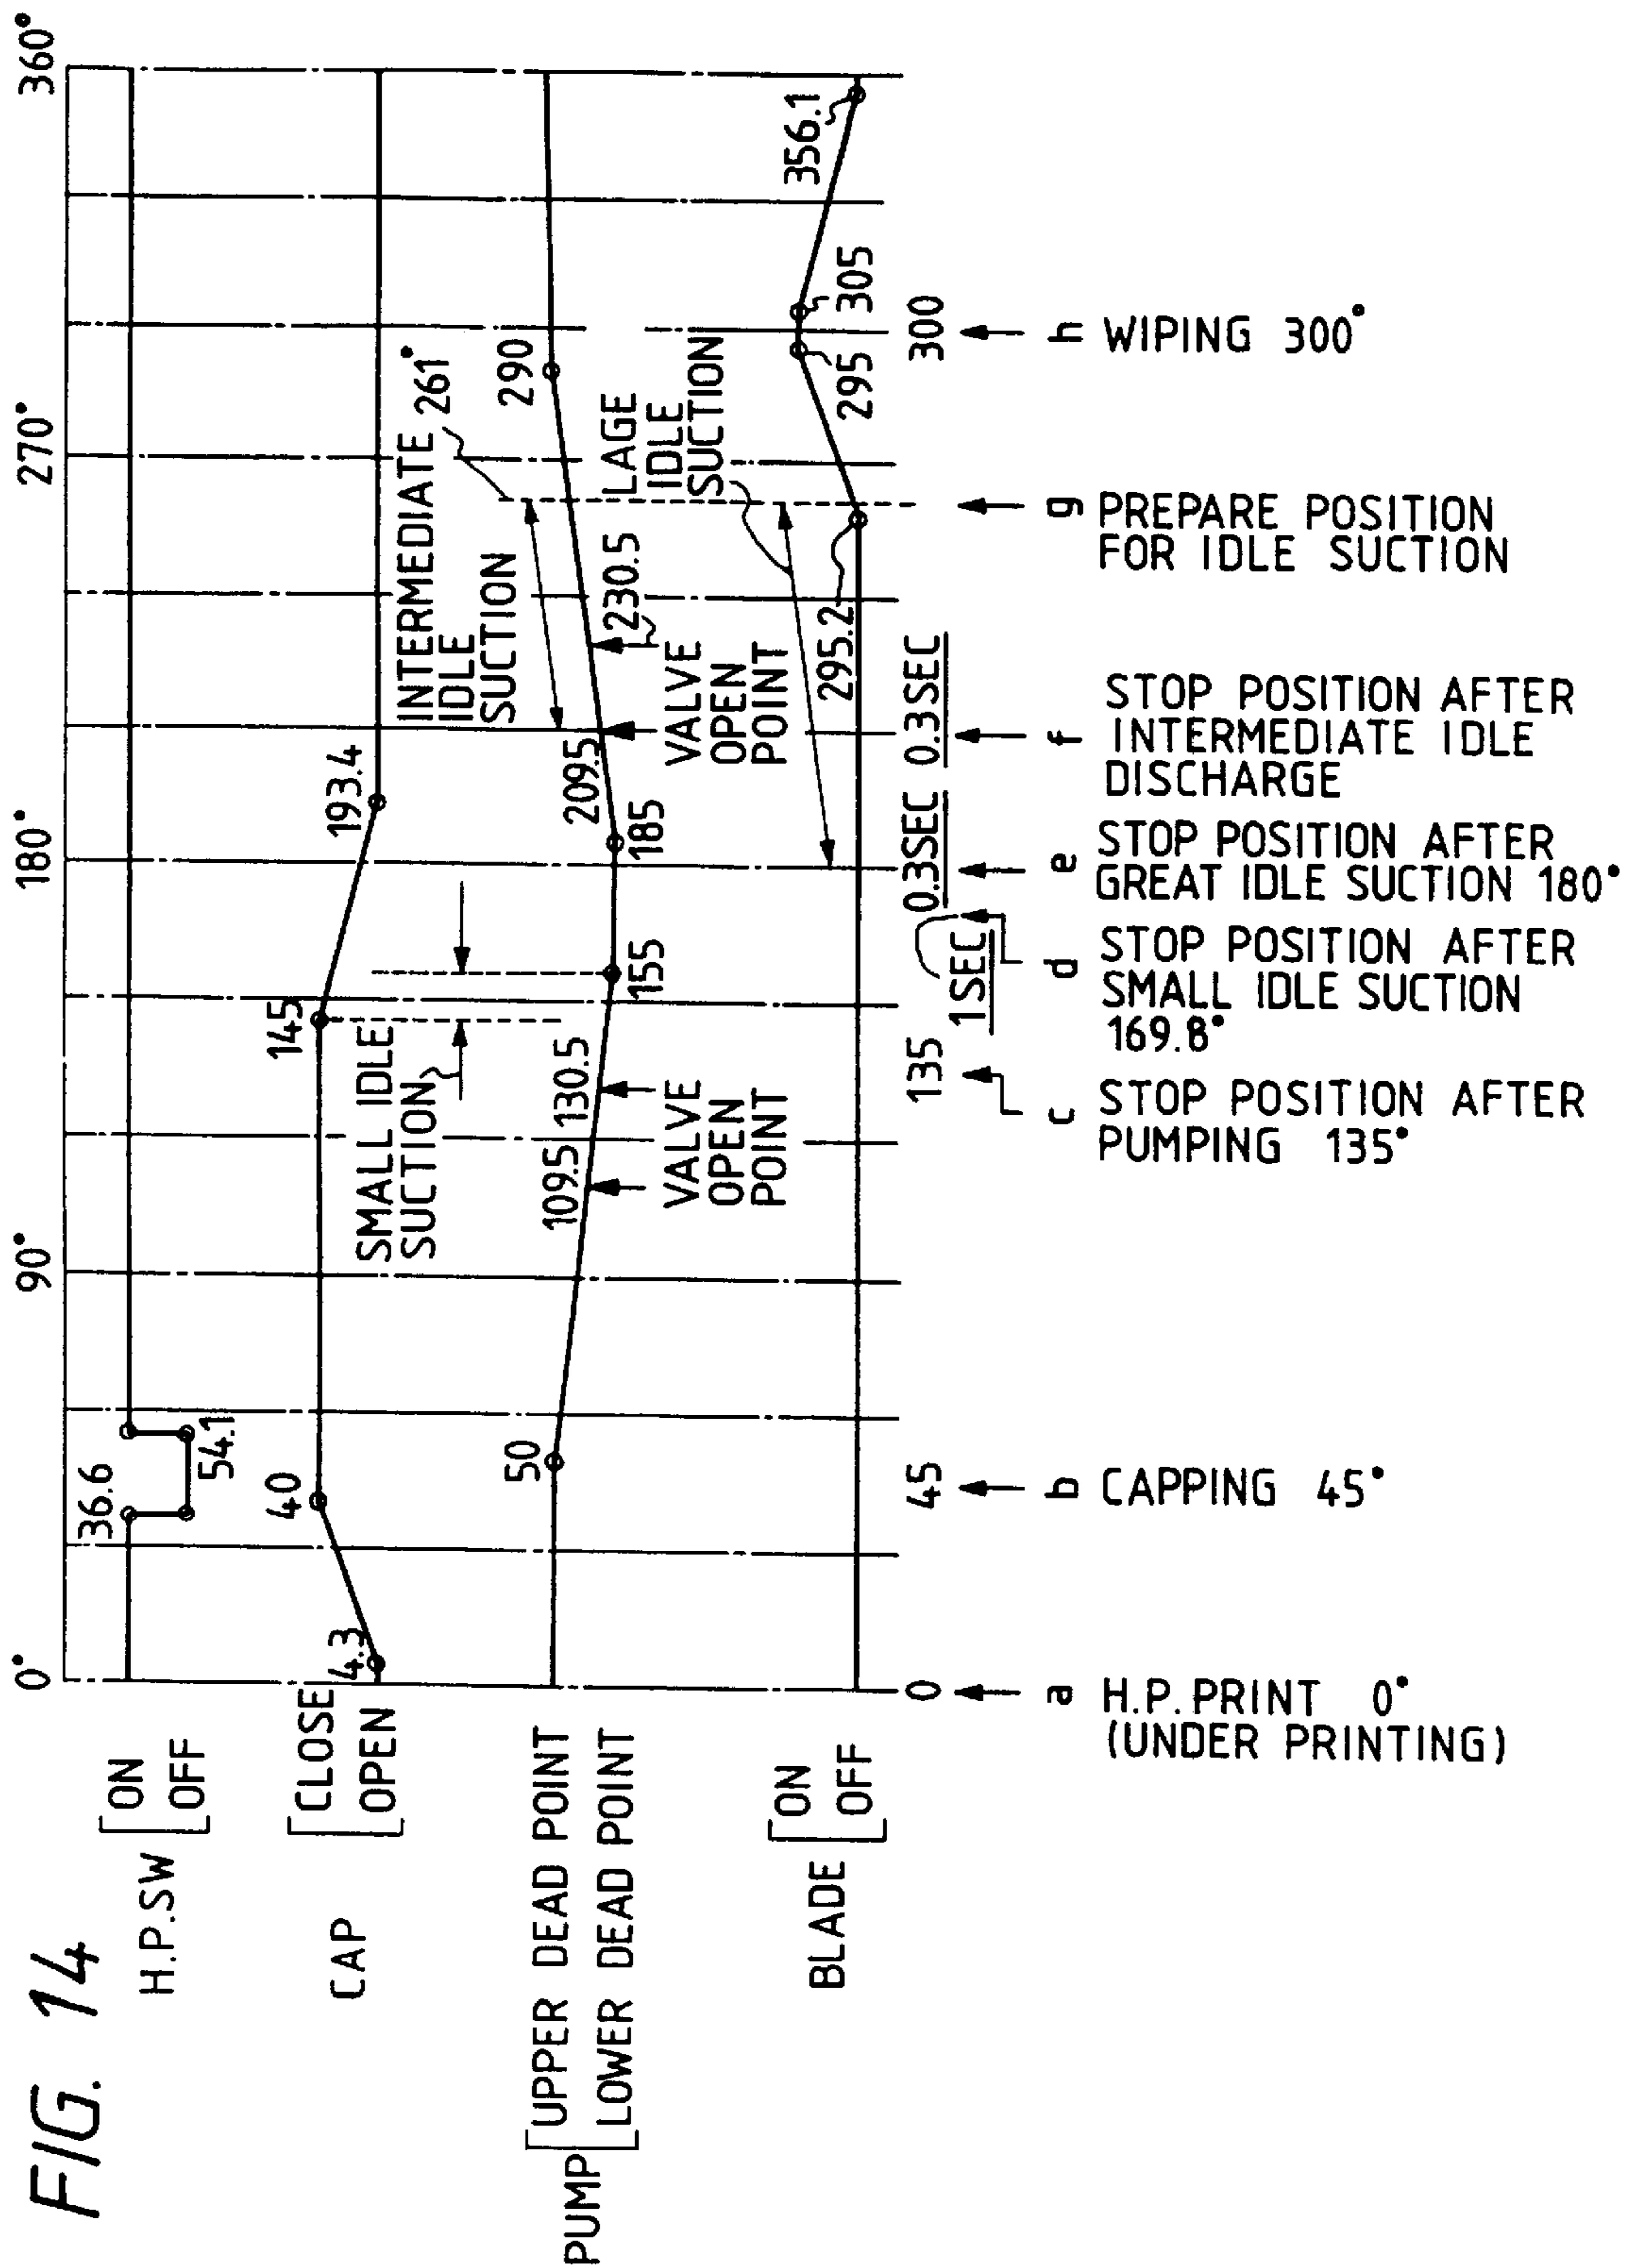 FIG. 14
0°
90°
180°
270°
360°
H.P.SW
ON
OFF
36.6
54.1
CAP
CLOSE
OPEN
4.3
40
145
193.4
SMALL IDLE
SUCTION
INTERMEDIATE 261°
IDLE
SUCTION
PUMP
UPPER DEAD POINT
LOWER DEAD POINT
50
109.5
130.5
155
185
209.5
230.5
290
VALVE
OPEN
POINT
VALVE
OPEN
POINT
LAGE
IDLE
SUCTION
BLADE
ON
OFF
295.2
295
305
356.1
0
45
135
1SEC
0.3SEC
0.3SEC
300
a H.P. PRINT 0°
(UNDER PRINTING)
b CAPPING 45°
c STOP POSITION AFTER
PUMPING 135°
d STOP POSITION AFTER
SMALL IDLE SUCTION
169.8°
e STOP POSITION AFTER
GREAT IDLE SUCTION 180°
f STOP POSITION AFTER
INTERMEDIATE IDLE
DISCHARGE
g PREPARE POSITION
FOR IDLE SUCTION
h WIPING 300°